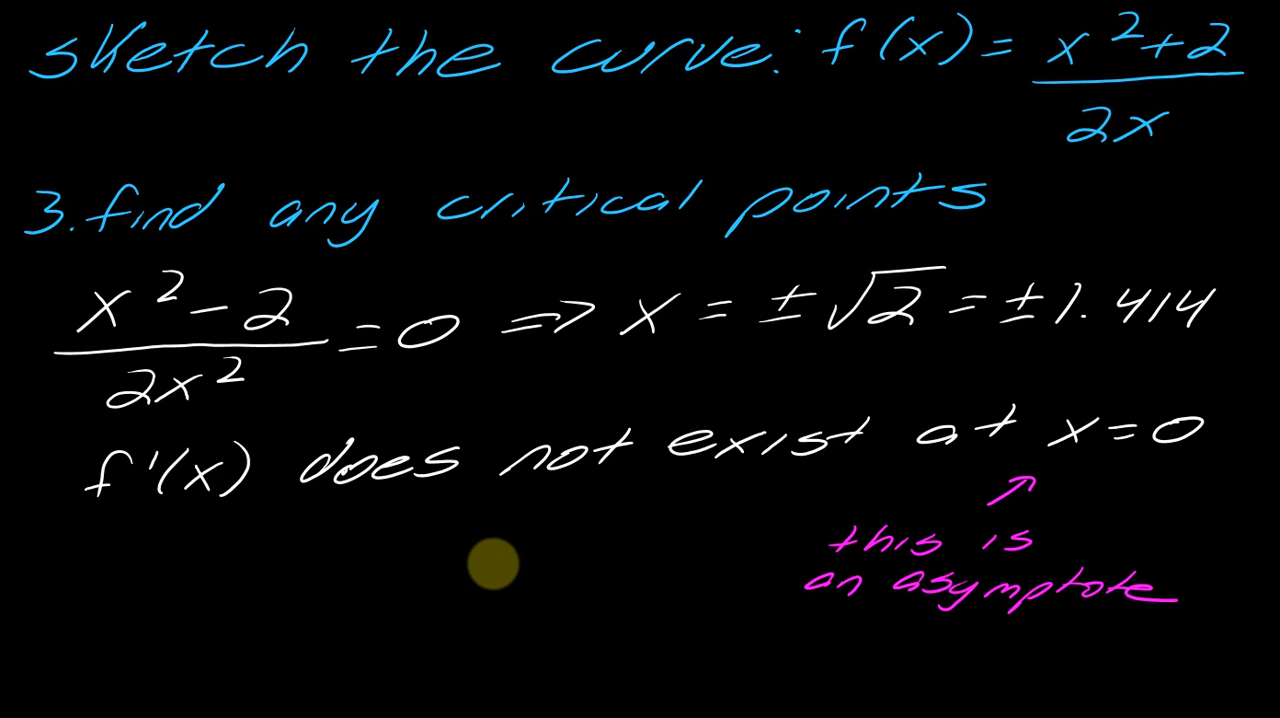 sketch the curve: f(x) = x²+2 / 2x
3. find any critical points
x²-2 / 2x² = 0 => x = ±√2 = ±1.414
f'(x) does not exist at x=0
↗
this is
an asymptote